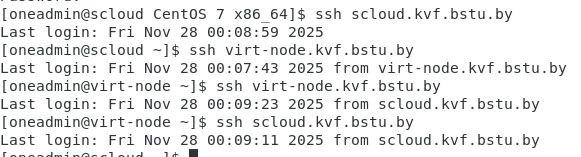 [oneadmin@scloud CentOS 7 x86_64]$ ssh scloud.kvf.bstu.by
Last login: Fri Nov 28 00:08:59 2025
[oneadmin@scloud ~]$ ssh virt-node.kvf.bstu.by
Last login: Fri Nov 28 00:07:43 2025 from virt-node.kvf.bstu.by
[oneadmin@virt-node ~]$ ssh virt-node.kvf.bstu.by
Last login: Fri Nov 28 00:09:23 2025 from scloud.kvf.bstu.by
[oneadmin@virt-node ~]$ ssh scloud.kvf.bstu.by
Last login: Fri Nov 28 00:09:11 2025 from scloud.kvf.bstu.by
[oneadmin@scloud ~]$